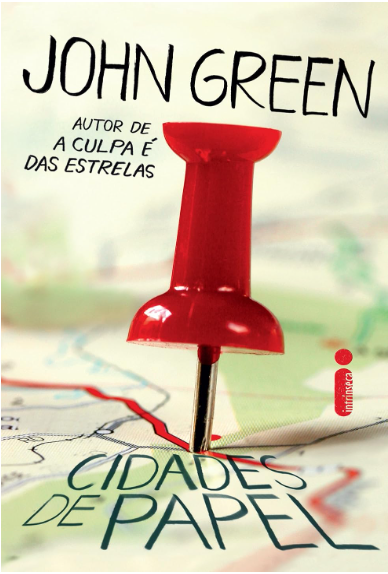 JOHN GREEN
AUTOR DE
A CULPA É
DAS ESTRELAS
intrínseca
CIDADES
DE PAPEL